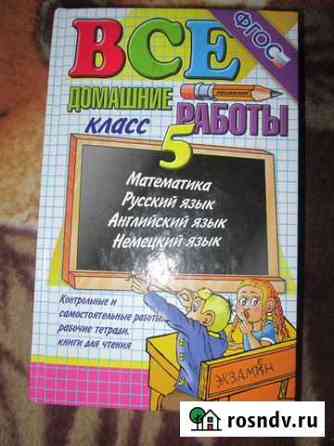 ВСЕ
ФГОС
ДОМАШНИЕ
РАБОТЫ
КЛАСС
5
Математика
Русский язык
Английский язык
Немецкий язык
Контрольные и
самостоятельные работы,
рабочие тетради,
книги для чтения
ЭКЗАМЕН
rosndv.ru